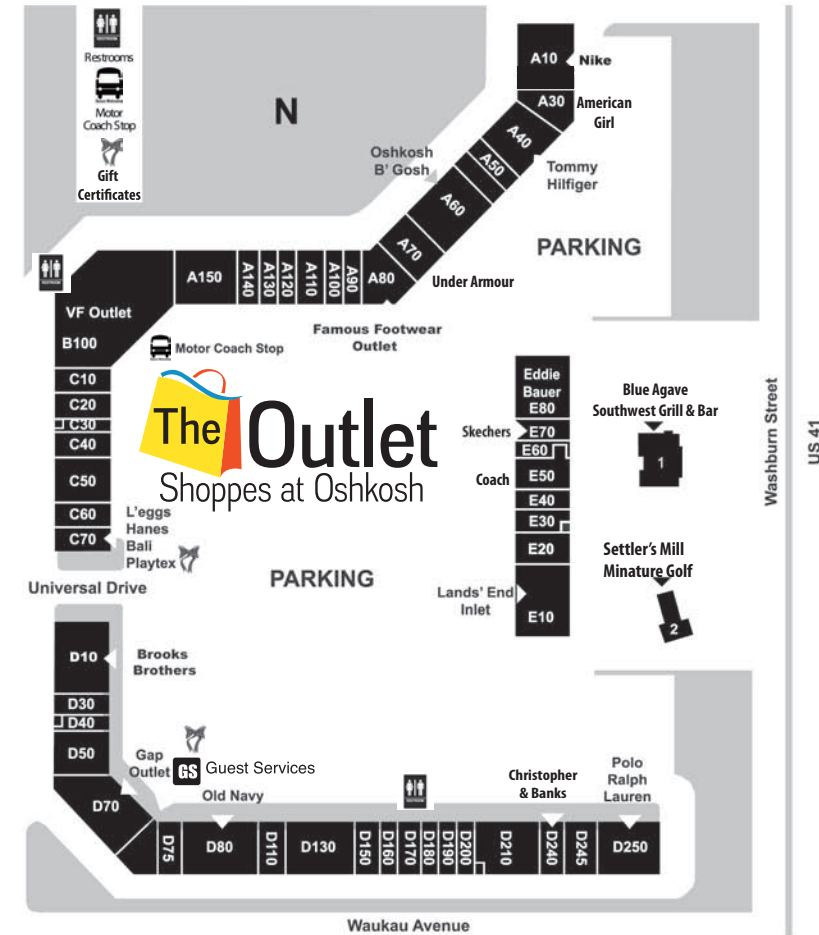 Restrooms
Motor
Coach Stop
Gift
Certificates
N
A10
Nike
A30
American
Girl
A40
A50
Oshkosh
B' Gosh
Tommy
Hilfiger
A60
A70
PARKING
A80
Under Armour
A90
A100
A110
A120
A130
A140
A150
Famous Footwear
Outlet
VF Outlet
B100
Motor Coach Stop
C10
C20
C30
C40
C50
C60
C70
L'eggs
Hanes
Bali
Playtex
The Outlet
Shoppes at Oshkosh
Eddie
Bauer
E80
Skechers
E70
E60
Coach
E50
E40
E30
E20
Lands' End
Inlet
E10
Blue Agave
Southwest Grill & Bar
1
Settler's Mill
Minature Golf
2
Washburn Street
US 41
Universal Drive
PARKING
D10
Brooks
Brothers
D30
D40
D50
Gap
Outlet
GS Guest Services
D70
Old Navy
D75
D80
D110
D130
D150
D160
D170
D180
D190
D200
D210
Christopher
& Banks
D240
D245
Polo
Ralph
Lauren
D250
Waukau Avenue